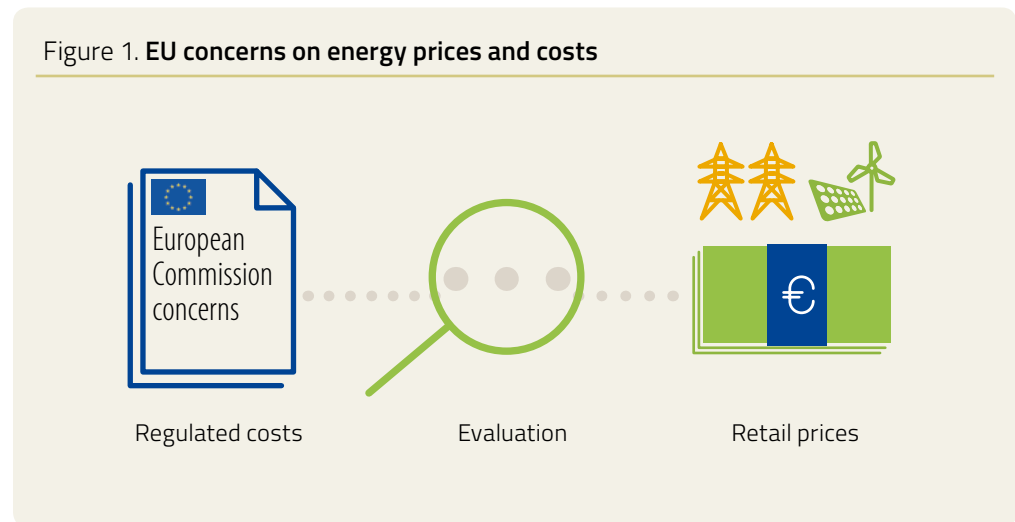 Figure 1. EU concerns on energy prices and costs
European
Commission
concerns
€
Regulated costs
Evaluation
Retail prices